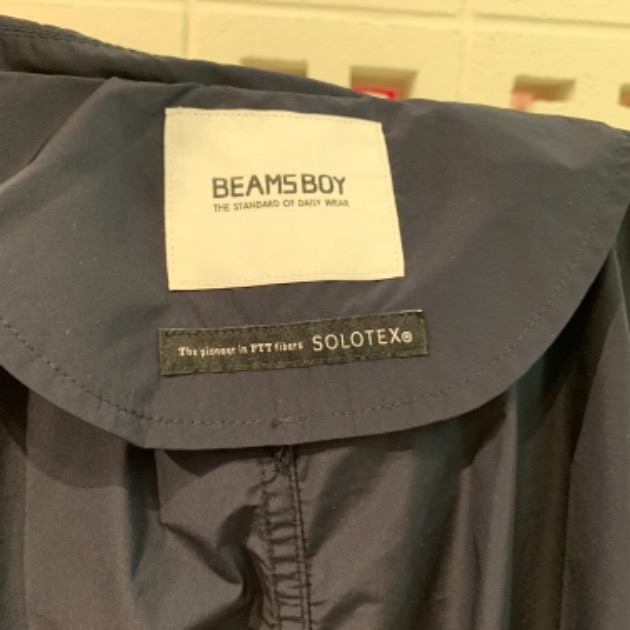 BEAMS BOY
THE STANDARD OF DAILY WEAR
The pioneer in PTT fibers SOLOTEX®